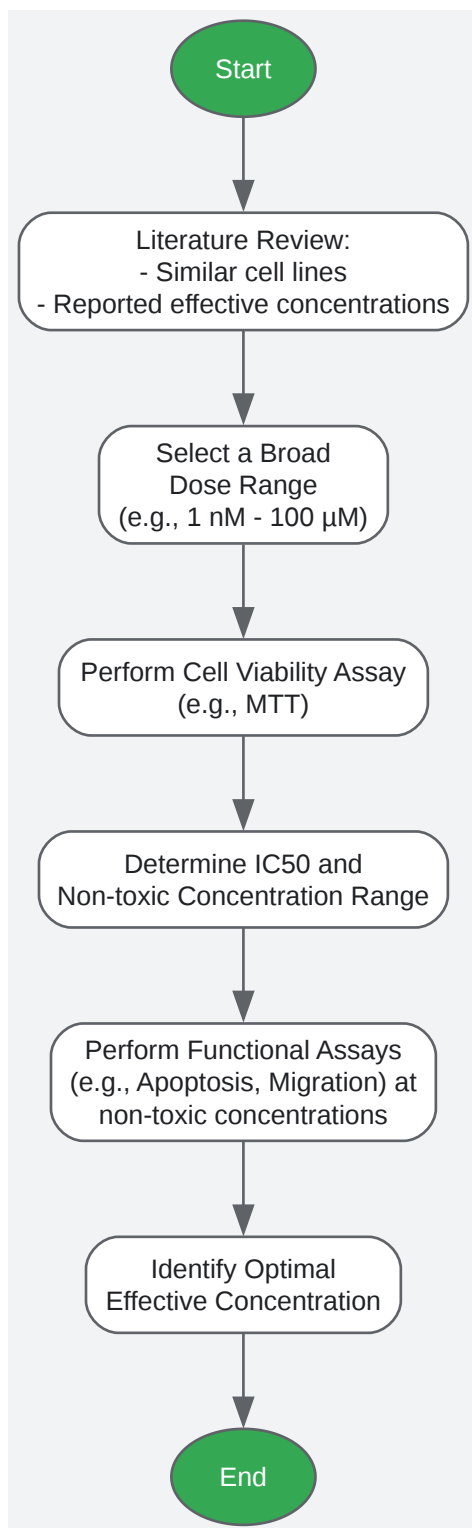 Start
Literature Review:
- Similar cell lines
- Reported effective concentrations
Select a Broad
Dose Range
(e.g., 1 nM - 100 µM)
Perform Cell Viability Assay
(e.g., MTT)
Determine IC50 and
Non-toxic Concentration Range
Perform Functional Assays
(e.g., Apoptosis, Migration) at
non-toxic concentrations
Identify Optimal
Effective Concentration
End